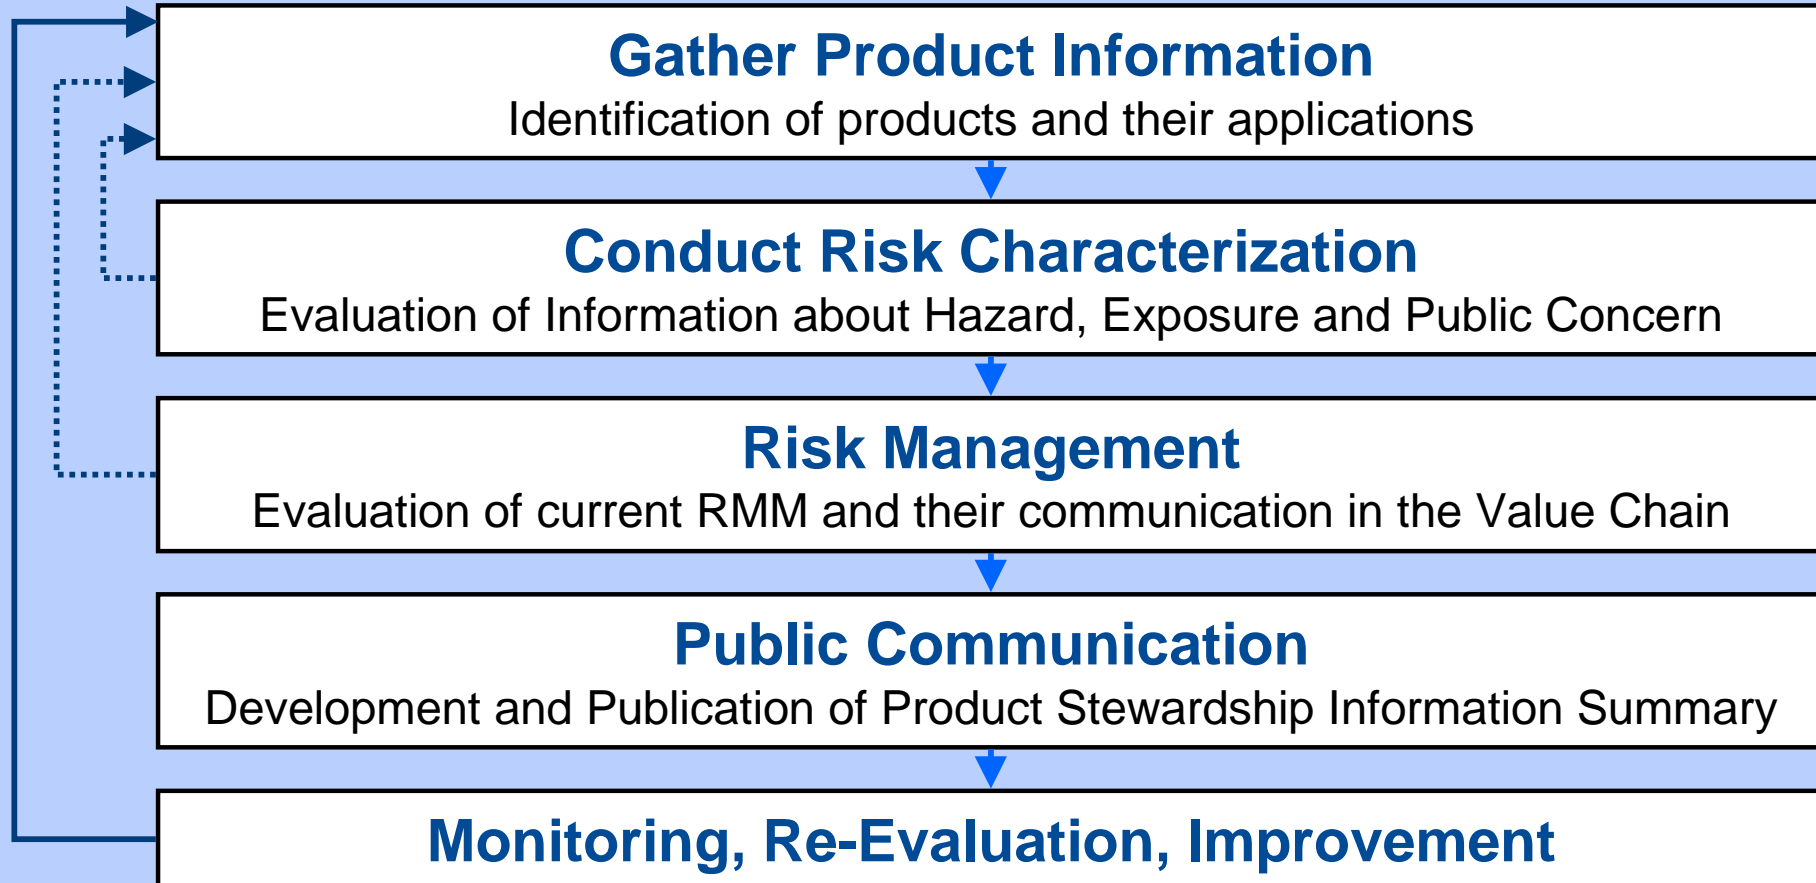 Gather Product Information
Identification of products and their applications
Conduct Risk Characterization
Evaluation of Information about Hazard, Exposure and Public Concern
Risk Management
Evaluation of current RMM and their communication in the Value Chain
Public Communication
Development and Publication of Product Stewardship Information Summary
Monitoring, Re-Evaluation, Improvement